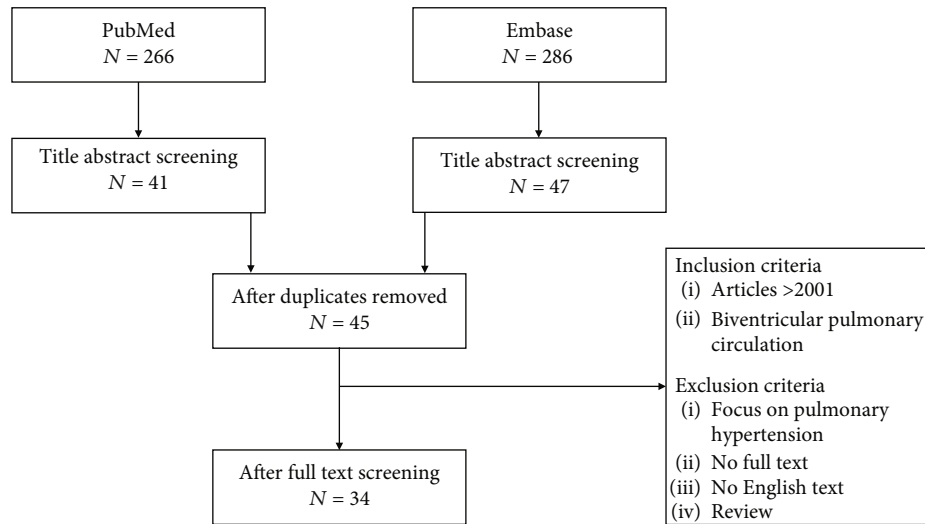 PubMed
N = 266
Embase
N = 286
Title abstract screening
N = 41
Title abstract screening
N = 47
After duplicates removed
N = 45
Inclusion criteria
(i) Articles >2001
(ii) Biventricular pulmonary
circulation
Exclusion criteria
(i) Focus on pulmonary
hypertension
(ii) No full text
(iii) No English text
(iv) Review
After full text screening
N = 34